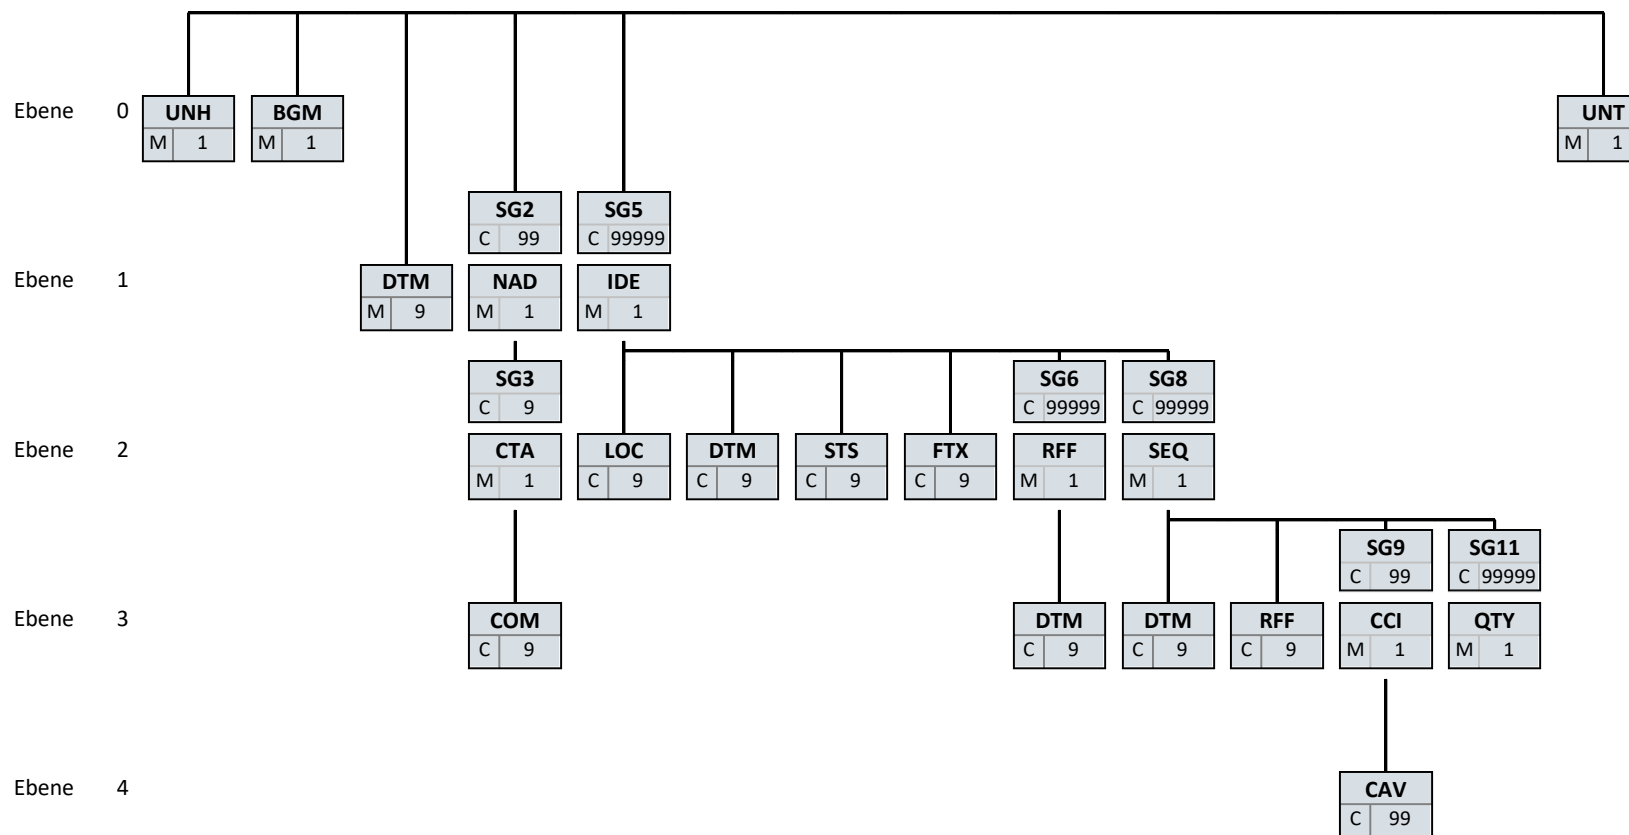 Ebene 0 UNH BGM UNT
M 1 M 1 M 1
SG2 SG5
C 99 C 99999
Ebene 1 DTM NAD IDE
M 9 M 1 M 1
SG3 SG6 SG8
C 9 C 99999 C 99999
Ebene 2 CTA LOC DTM STS FTX RFF SEQ
M 1 C 9 C 9 C 9 C 9 M 1 M 1
SG9 SG11
C 99 C 99999
Ebene 3 COM DTM DTM RFF CCI QTY
C 9 C 9 C 9 C 9 M 1 M 1
Ebene 4 CAV
C 99